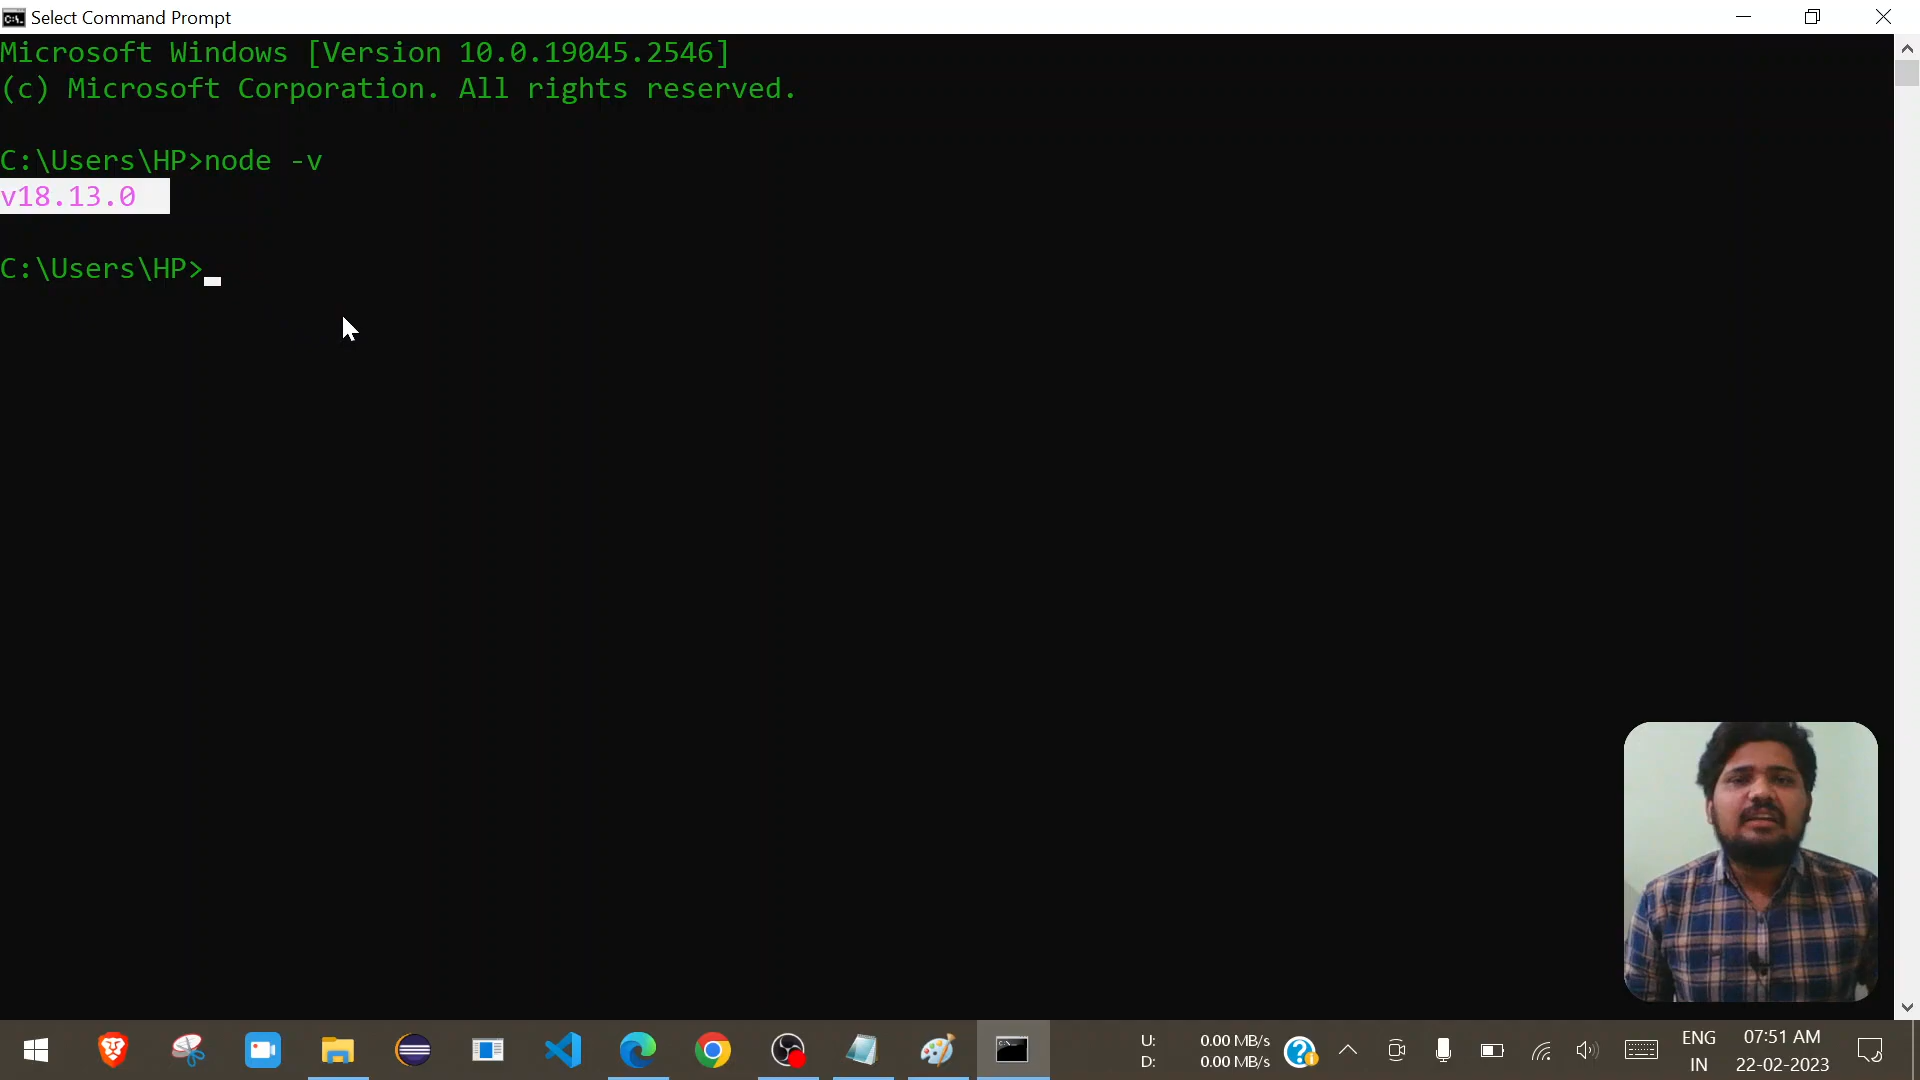 Select Command Prompt
Microsoft Windows [Version 10.0.19045.2546]
(c) Microsoft Corporation. All rights reserved.
C:\Users\HP>node -v
v18.13.0
C:\Users\HP>
U: 0.00 MB/s
D: 0.00 MB/s
ENG
IN
07:51 AM
22-02-2023